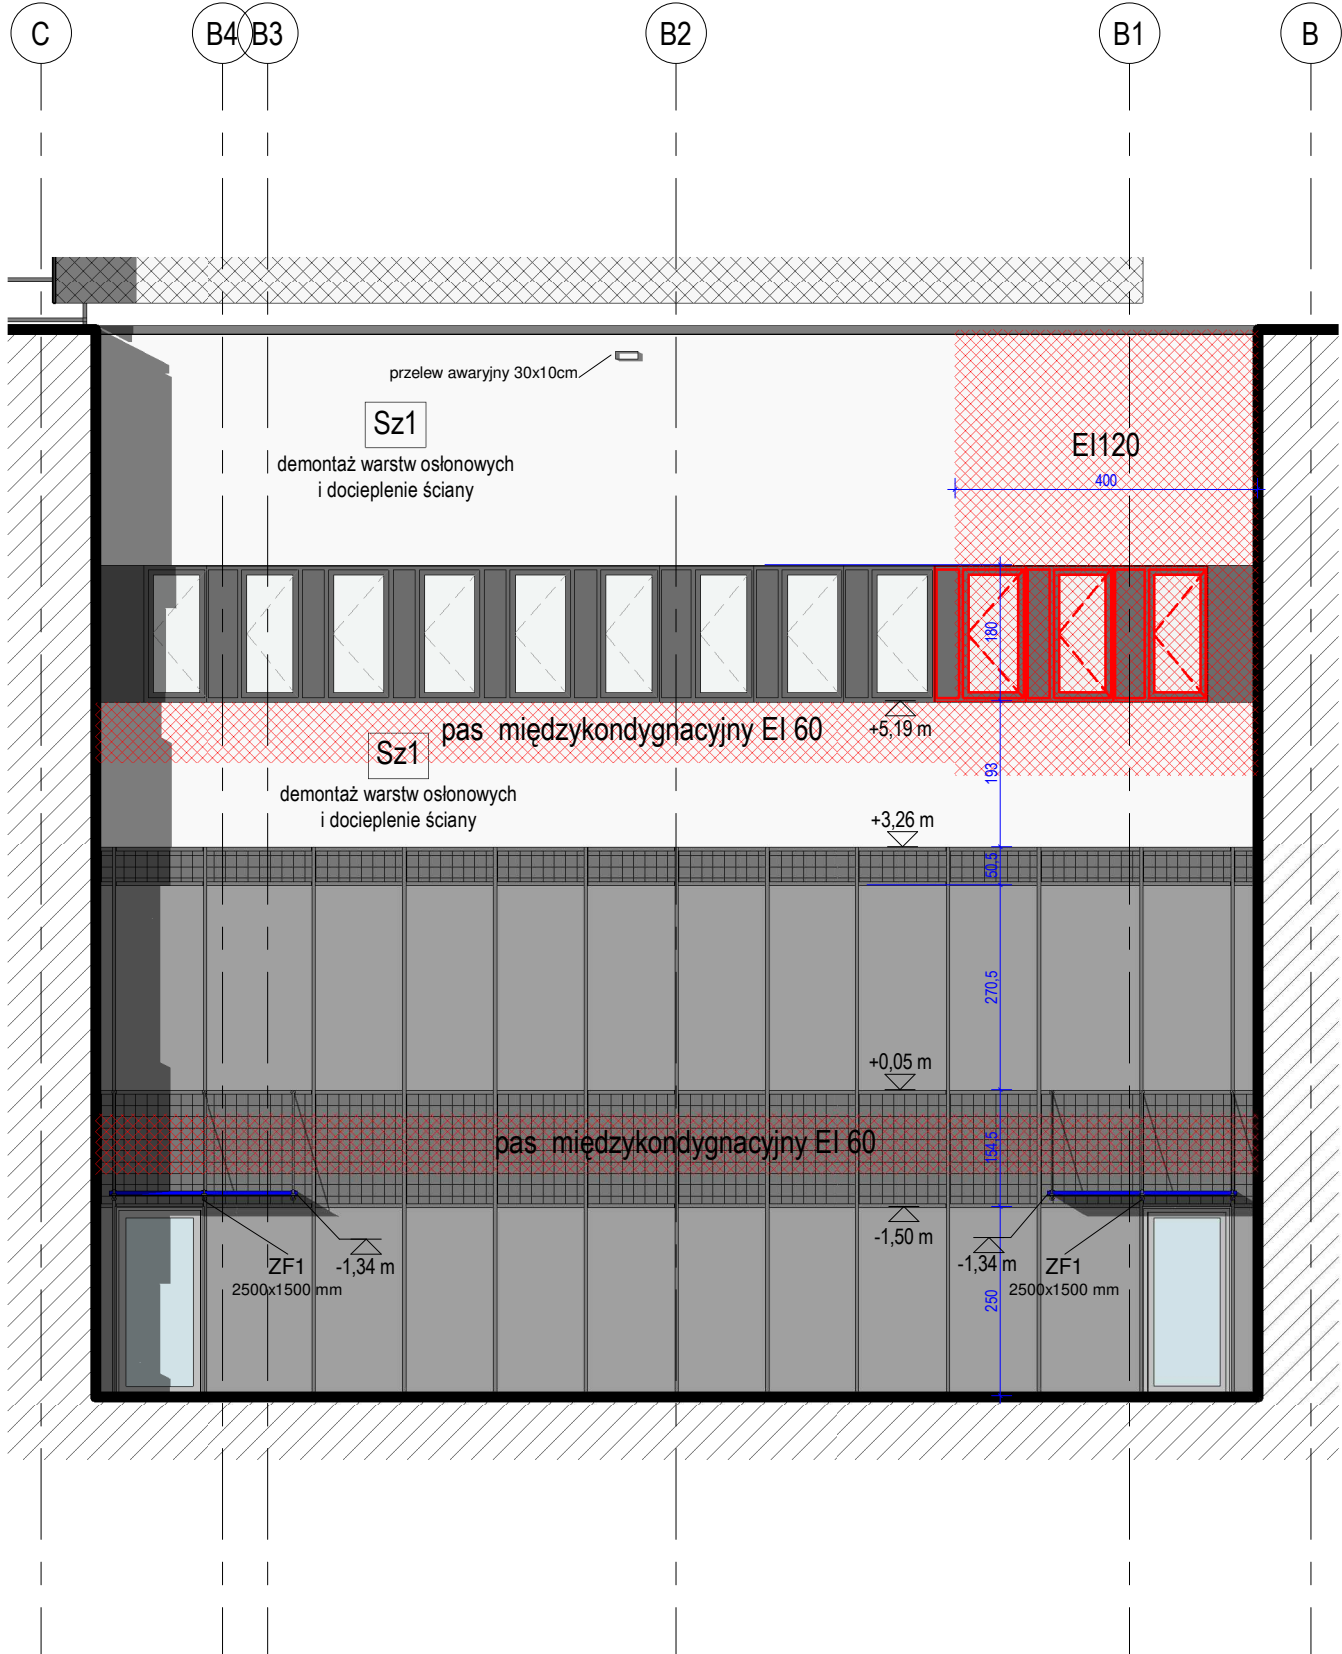 C
B4
B3
B2
B1
B
przelew awaryjny 30x10cm
Sz1
demontaż warstw osłonowych
i docieplenie ściany
EI120
400
180
pas międzykondygnacyjny EI 60
+5,19 m
Sz1
193
demontaż warstw osłonowych
i docieplenie ściany
+3,26 m
50,5
270,5
+0,05 m
pas międzykondygnacyjny EI 60
154,5
-1,50 m
ZF1
2500x1500 mm
-1,34 m
-1,34 m
ZF1
2500x1500 mm
250